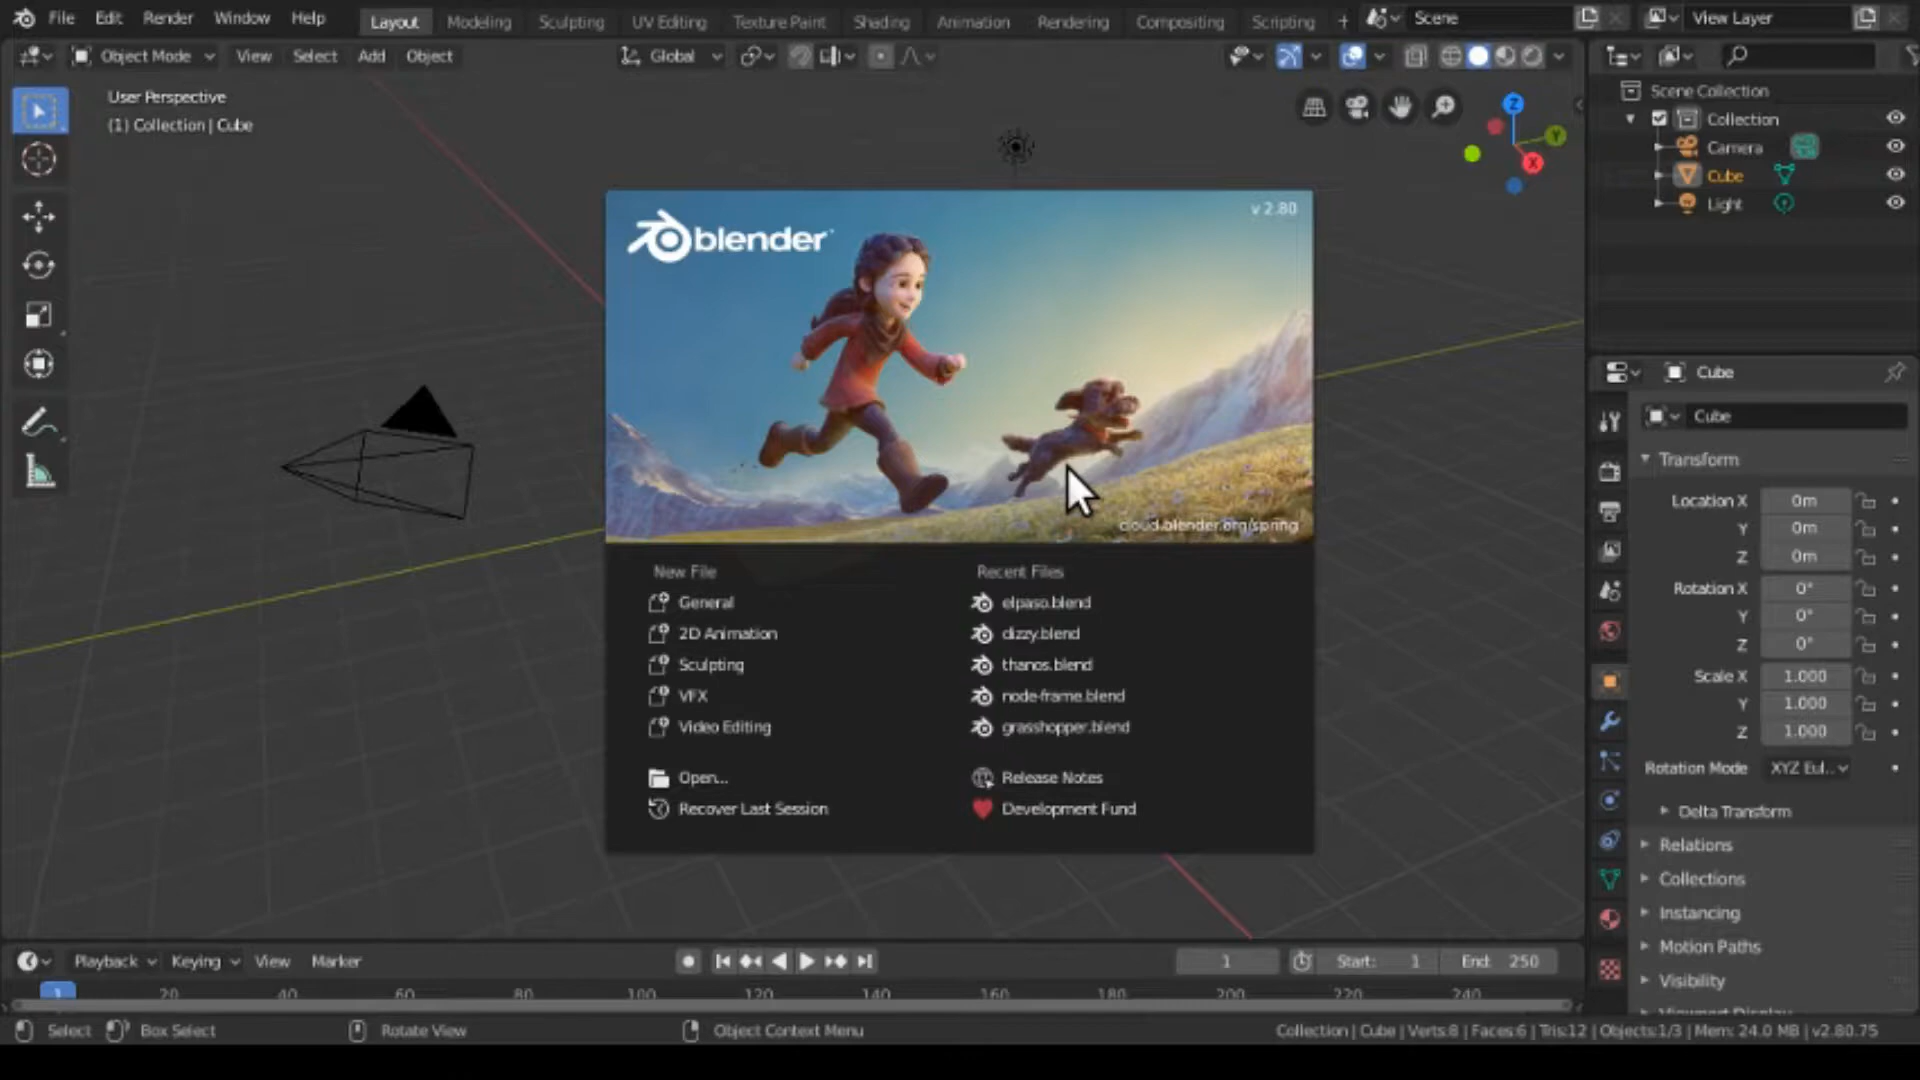 File Edit Render Window Help Layout Modeling Sculpting UV Editing Texture Paint Shading Animation Rendering Compositing Scripting + Scene View Layer
Object Mode View Select Add Object Global
User Perspective
(1) Collection | Cube
Z
Y
X
Scene Collection
Collection
Camera
Cube
Light
blender
v 2.80
cloud.blender.org/spring
New File
General
2D Animation
Sculpting
VFX
Video Editing
Open...
Recover Last Session
Recent Files
elpaso.blend
dizzy.blend
thanos.blend
node-frame.blend
grasshopper.blend
Release Notes
Development Fund
Cube
Cube
Transform
Location X 0m
Y 0m
Z 0m
Rotation X 0°
Y 0°
Z 0°
Scale X 1.000
Y 1.000
Z 1.000
Rotation Mode XYZ Eul..
Delta Transform
Relations
Collections
Instancing
Motion Paths
Visibility
Viewport Display
Playback Keying View Marker 1 Start: 1 End: 250
1 20 40 60 80 100 120 140 160 180 200 220 240
Select Box Select Rotate View Object Context Menu Collection | Cube | Verts:8 | Faces:6 | Tris:12 | Objects:1/3 | Mem: 24.0 MB | v2.80.75